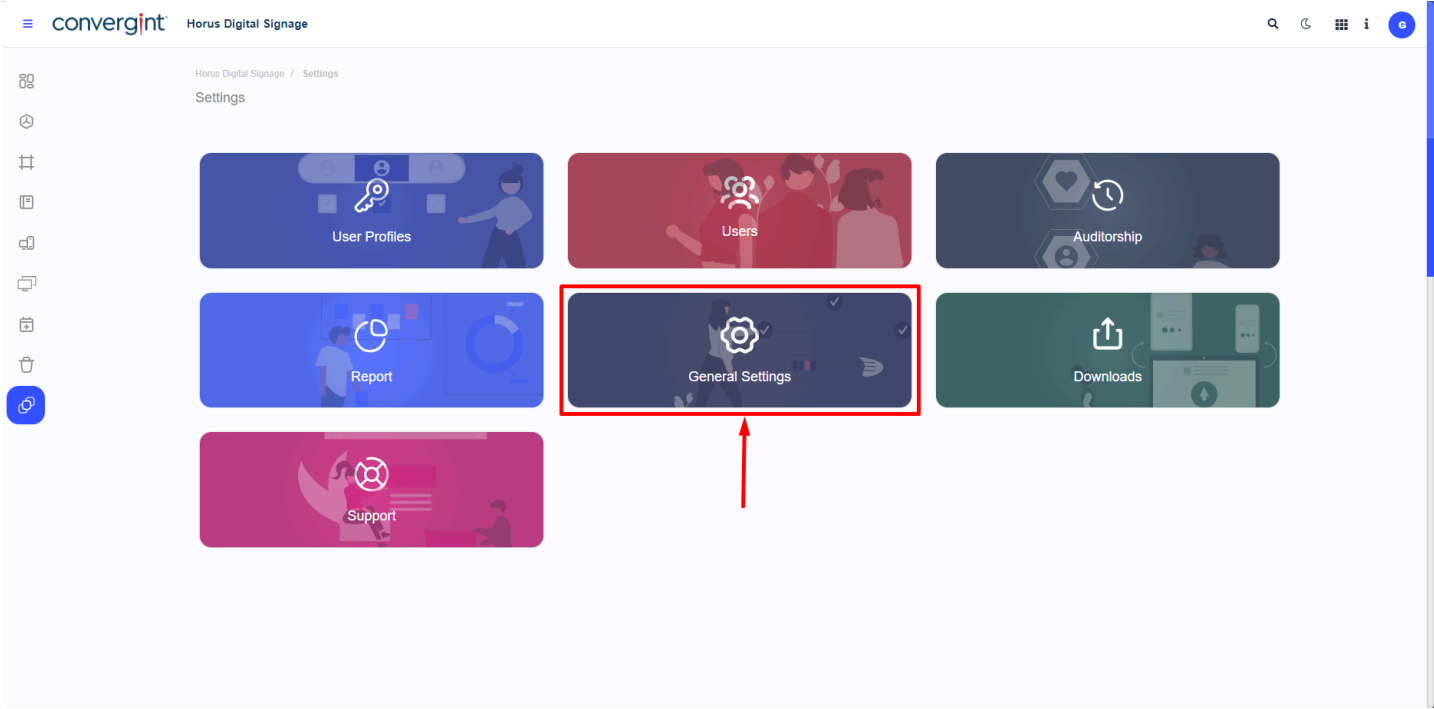 convergint Horus Digital Signage
G
Horus Digital Signage / Settings
Settings
User Profiles
Users
Auditorship
Report
General Settings
Downloads
Support